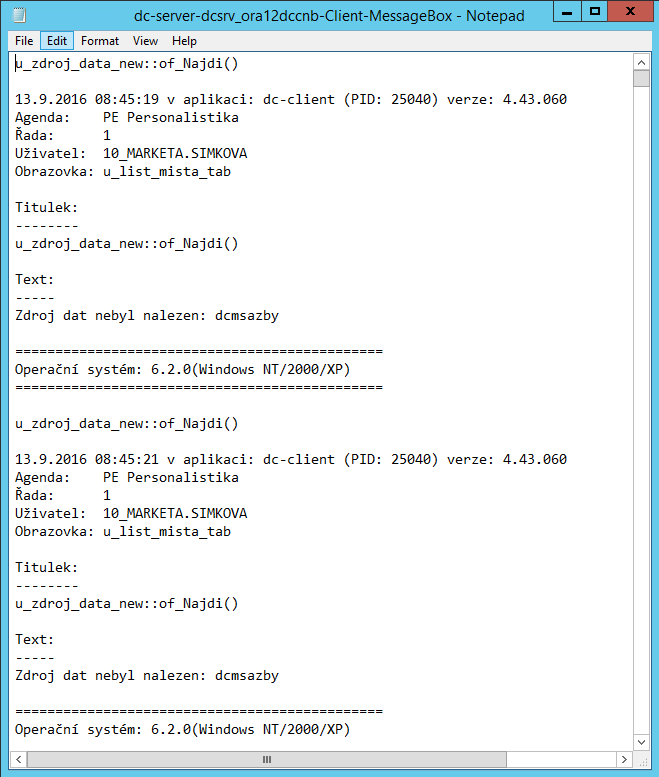 dc-server-dcsrv_ora12dccnb-Client-MessageBox - Notepad
File Edit Format View Help
u_zdroj_data_new::of_Najdi()
13.9.2016 08:45:19 v aplikaci: dc-client (PID: 25040) verze: 4.43.060
Agenda:    PE Personalistika
Řada:      1
Uživatel:  10_MARKETA.SIMKOVA
Obrazovka: u_list_mista_tab
Titulek:
--------
u_zdroj_data_new::of_Najdi()
Text:
-----
Zdroj dat nebyl nalezen: dcmsazby
==============================================
Operační systém: 6.2.0(Windows NT/2000/XP)
==============================================
u_zdroj_data_new::of_Najdi()
13.9.2016 08:45:21 v aplikaci: dc-client (PID: 25040) verze: 4.43.060
Agenda:    PE Personalistika
Řada:      1
Uživatel:  10_MARKETA.SIMKOVA
Obrazovka: u_list_mista_tab
Titulek:
--------
u_zdroj_data_new::of_Najdi()
Text:
-----
Zdroj dat nebyl nalezen: dcmsazby
==============================================
Operační systém: 6.2.0(Windows NT/2000/XP)